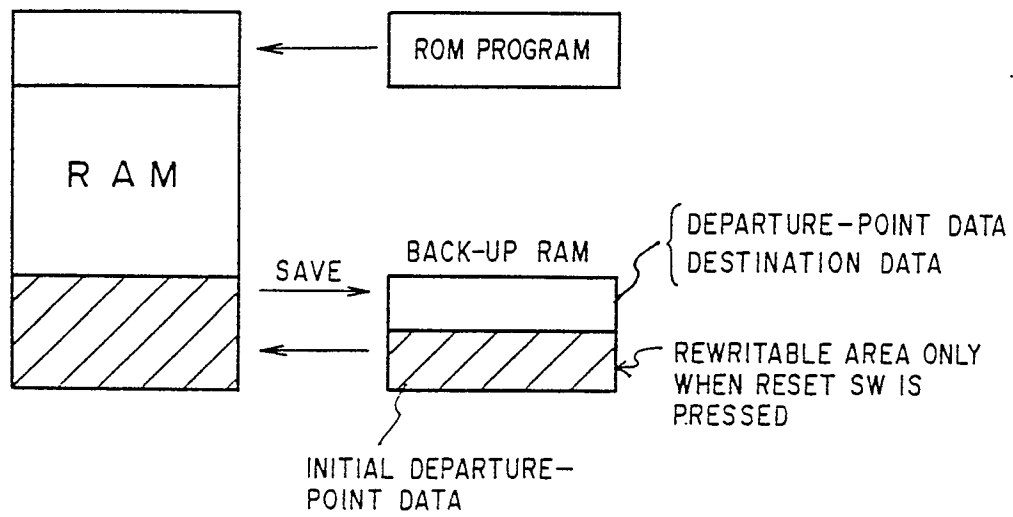 ROM PROGRAM
RAM
DEPARTURE-POINT DATA
DESTINATION DATA
BACK-UP RAM
SAVE
REWRITABLE AREA ONLY
WHEN RESET SW IS
PRESSED
INITIAL DEPARTURE-
POINT DATA